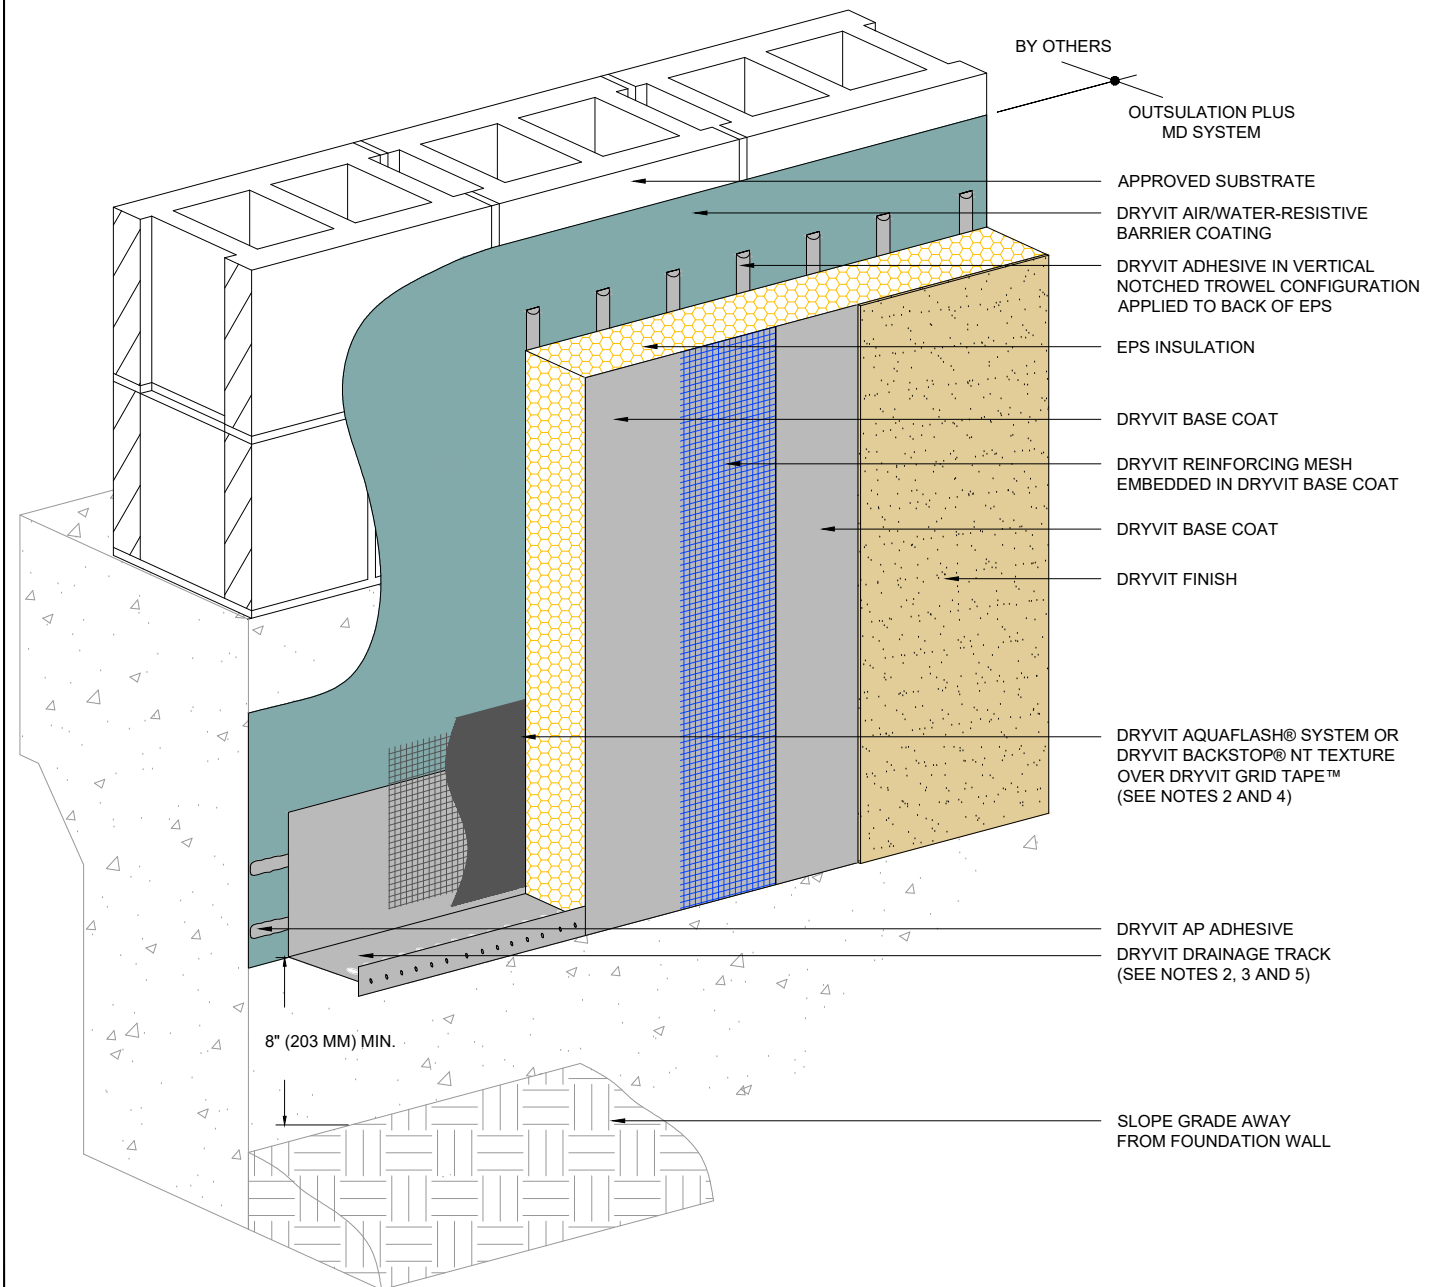 BY OTHERS
OUTSULATION PLUS
MD SYSTEM
APPROVED SUBSTRATE
DRYVIT AIR/WATER-RESISTIVE
BARRIER COATING
DRYVIT ADHESIVE IN VERTICAL
NOTCHED TROWEL CONFIGURATION
APPLIED TO BACK OF EPS
EPS INSULATION
DRYVIT BASE COAT
DRYVIT REINFORCING MESH
EMBEDDED IN DRYVIT BASE COAT
DRYVIT BASE COAT
DRYVIT FINISH
DRYVIT AQUAFLASH® SYSTEM OR
DRYVIT BACKSTOP® NT TEXTURE
OVER DRYVIT GRID TAPE™
(SEE NOTES 2 AND 4)
DRYVIT AP ADHESIVE
DRYVIT DRAINAGE TRACK
(SEE NOTES 2, 3 AND 5)
8" (203 MM) MIN.
SLOPE GRADE AWAY
FROM FOUNDATION WALL